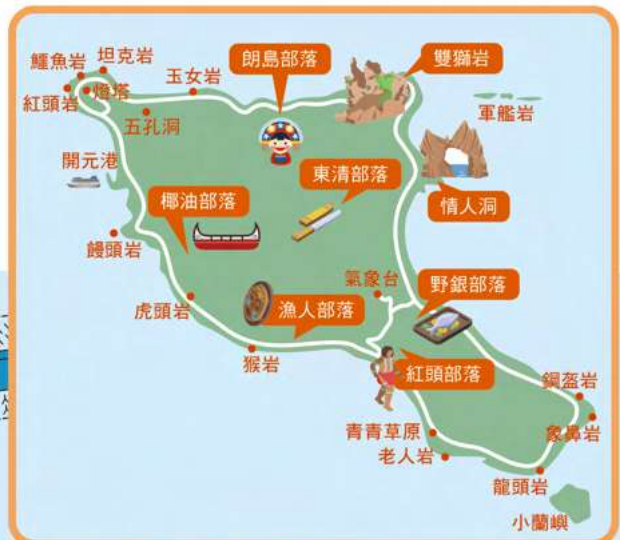 鱷魚岩
坦克岩
紅頭岩
燈塔
玉女岩
朗島部落
雙獅岩
五孔洞
軍艦岩
開元港
東清部落
椰油部落
情人洞
饅頭岩
氣象台
野銀部落
虎頭岩
漁人部落
猴岩
紅頭部落
鋼盔岩
青青草原
象鼻岩
老人岩
龍頭岩
小蘭嶼